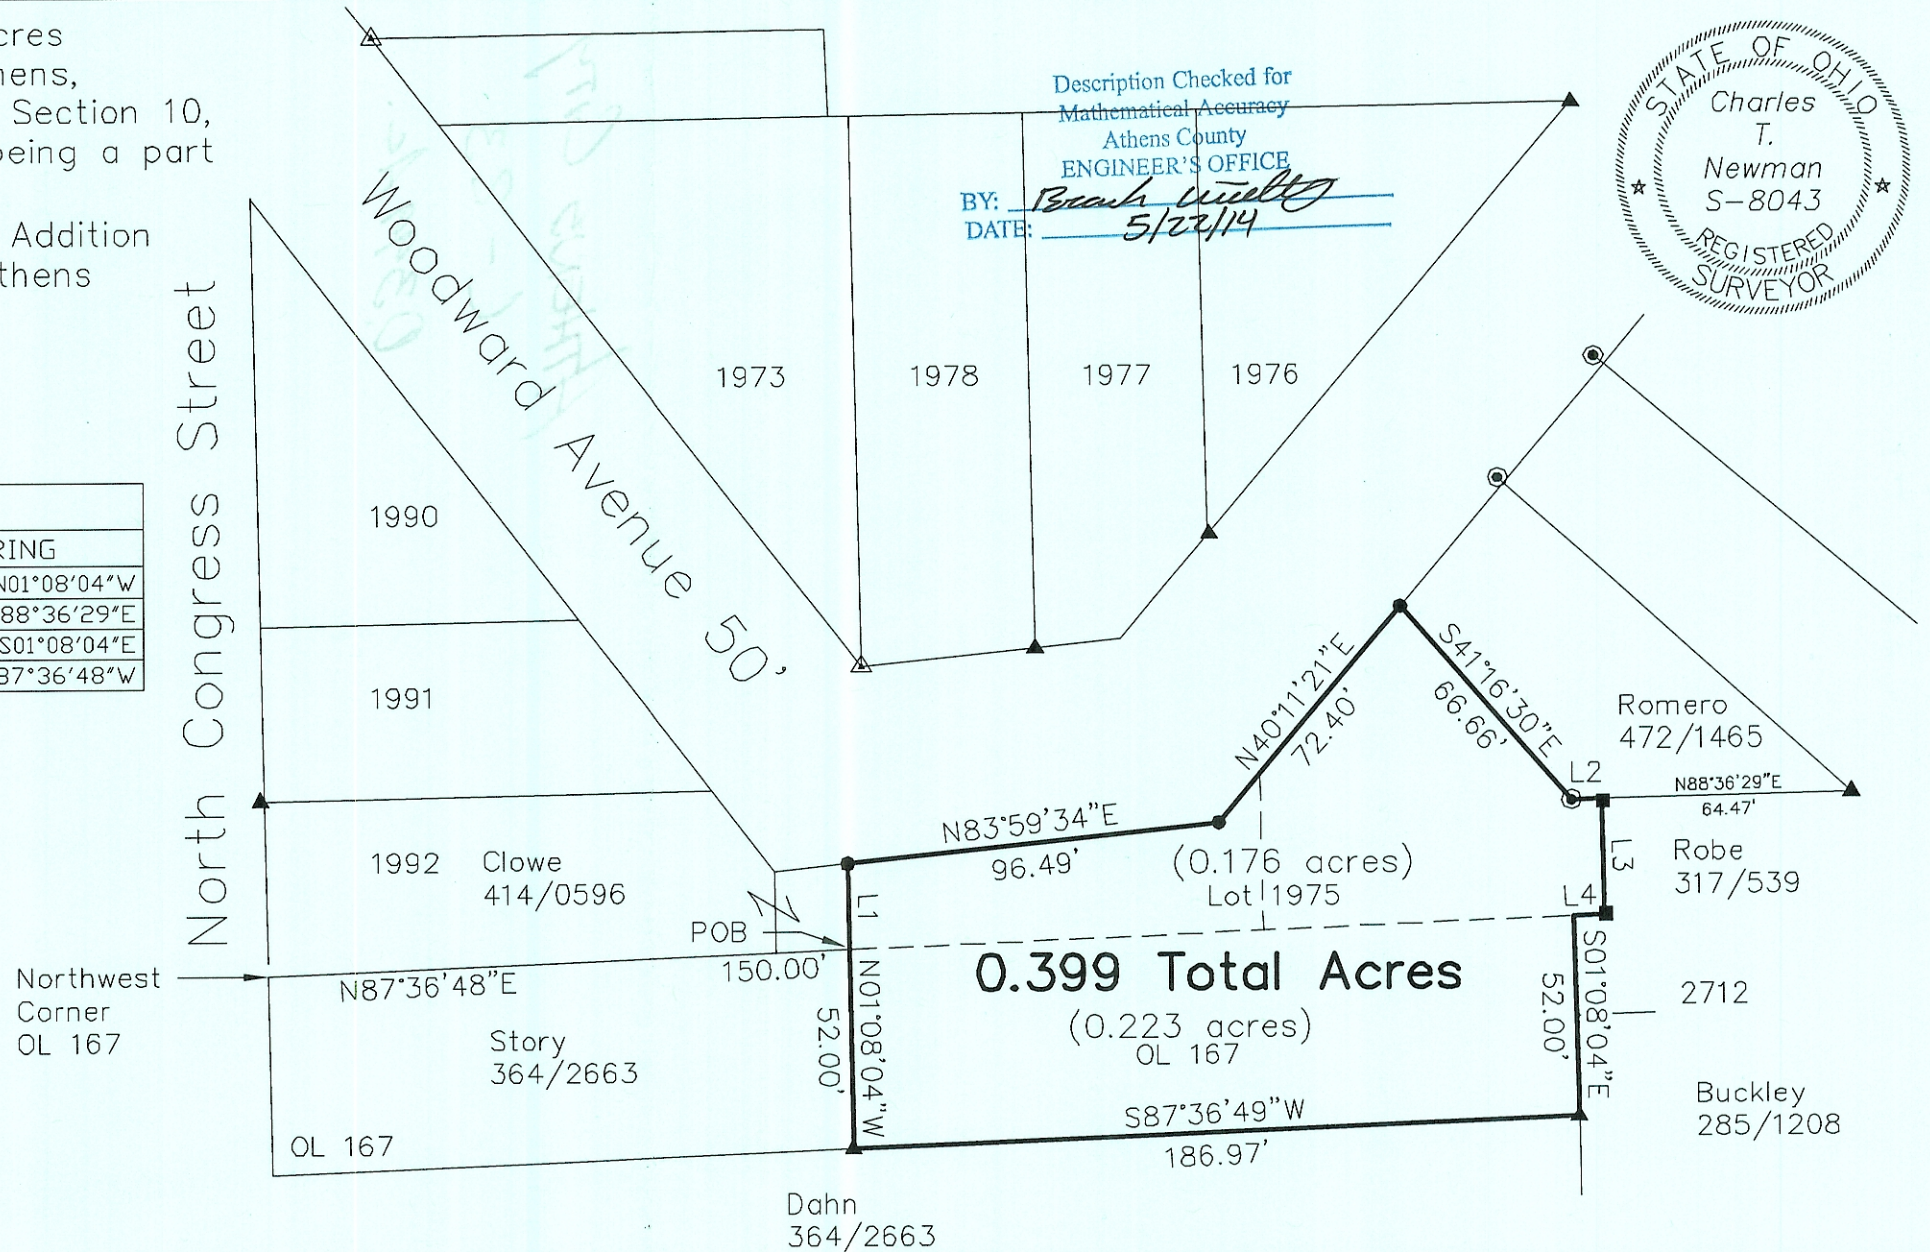 cres
hens,
Section 10,
being a part
Addition
thens
RING
N01°08'04"W
88°36'29"E
S01°08'04"E
87°36'48"W
North Congress Street
Woodward Avenue 50'
Description Checked for
Mathematical Accuracy
Athens County
ENGINEER'S OFFICE
BY:
DATE: 5/22/14
STATE OF OHIO
Charles
T.
Newman
S-8043
REGISTERED
SURVEYOR
1973
1978
1977
1976
1990
1991
1992
Clowe
414/0596
N40°11'21"E
72.40'
S41°16'30"E
66.66'
Romero
472/1465
L2
N88°36'29"E
64.47'
N83°59'34"E
96.49'
(0.176 acres)
Lot 1975
L3
Robe
317/539
L4
L1
POB
150.00'
Northwest
Corner
OL 167
N87°36'48"E
0.399 Total Acres
(0.223 acres)
OL 167
N01°08'04"W
52.00'
S01°08'04"E
52.00'
2712
Story
364/2663
S87°36'49"W
186.97'
Buckley
285/1208
OL 167
Dahn
364/2663